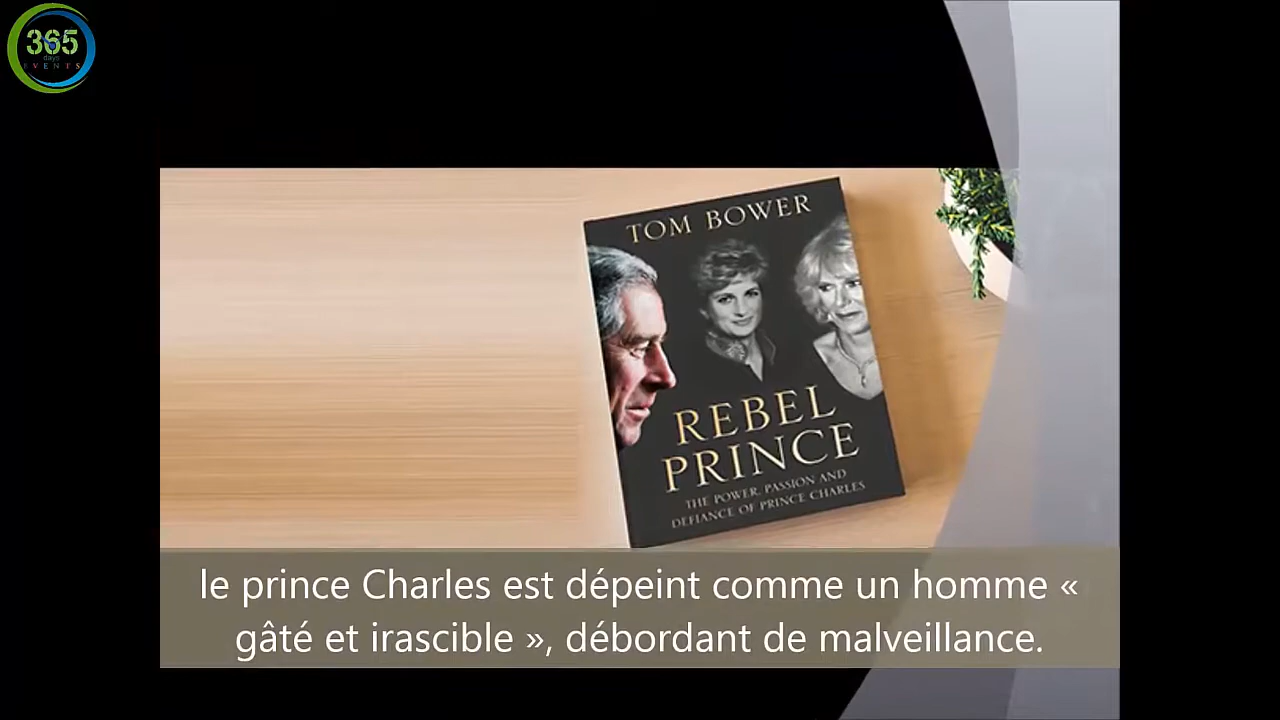 365
days
EVENTS
TOM BOWER
REBEL
PRINCE
THE POWER, PASSION AND
DEFIANCE OF PRINCE CHARLES
le prince Charles est dépeint comme un homme «
gâté et irascible », débordant de malveillance.